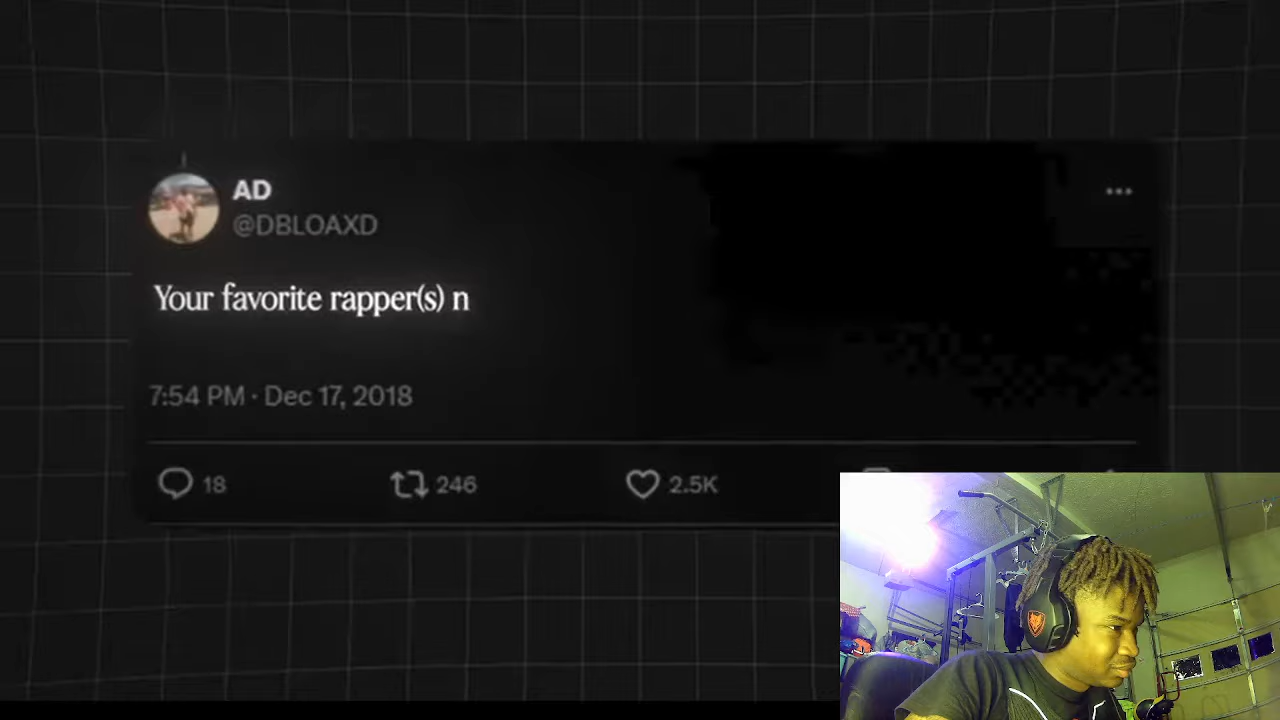 AD
@DBLOAXD
Your favorite rapper(s) n
7:54 PM · Dec 17, 2018
18 246 2.5K